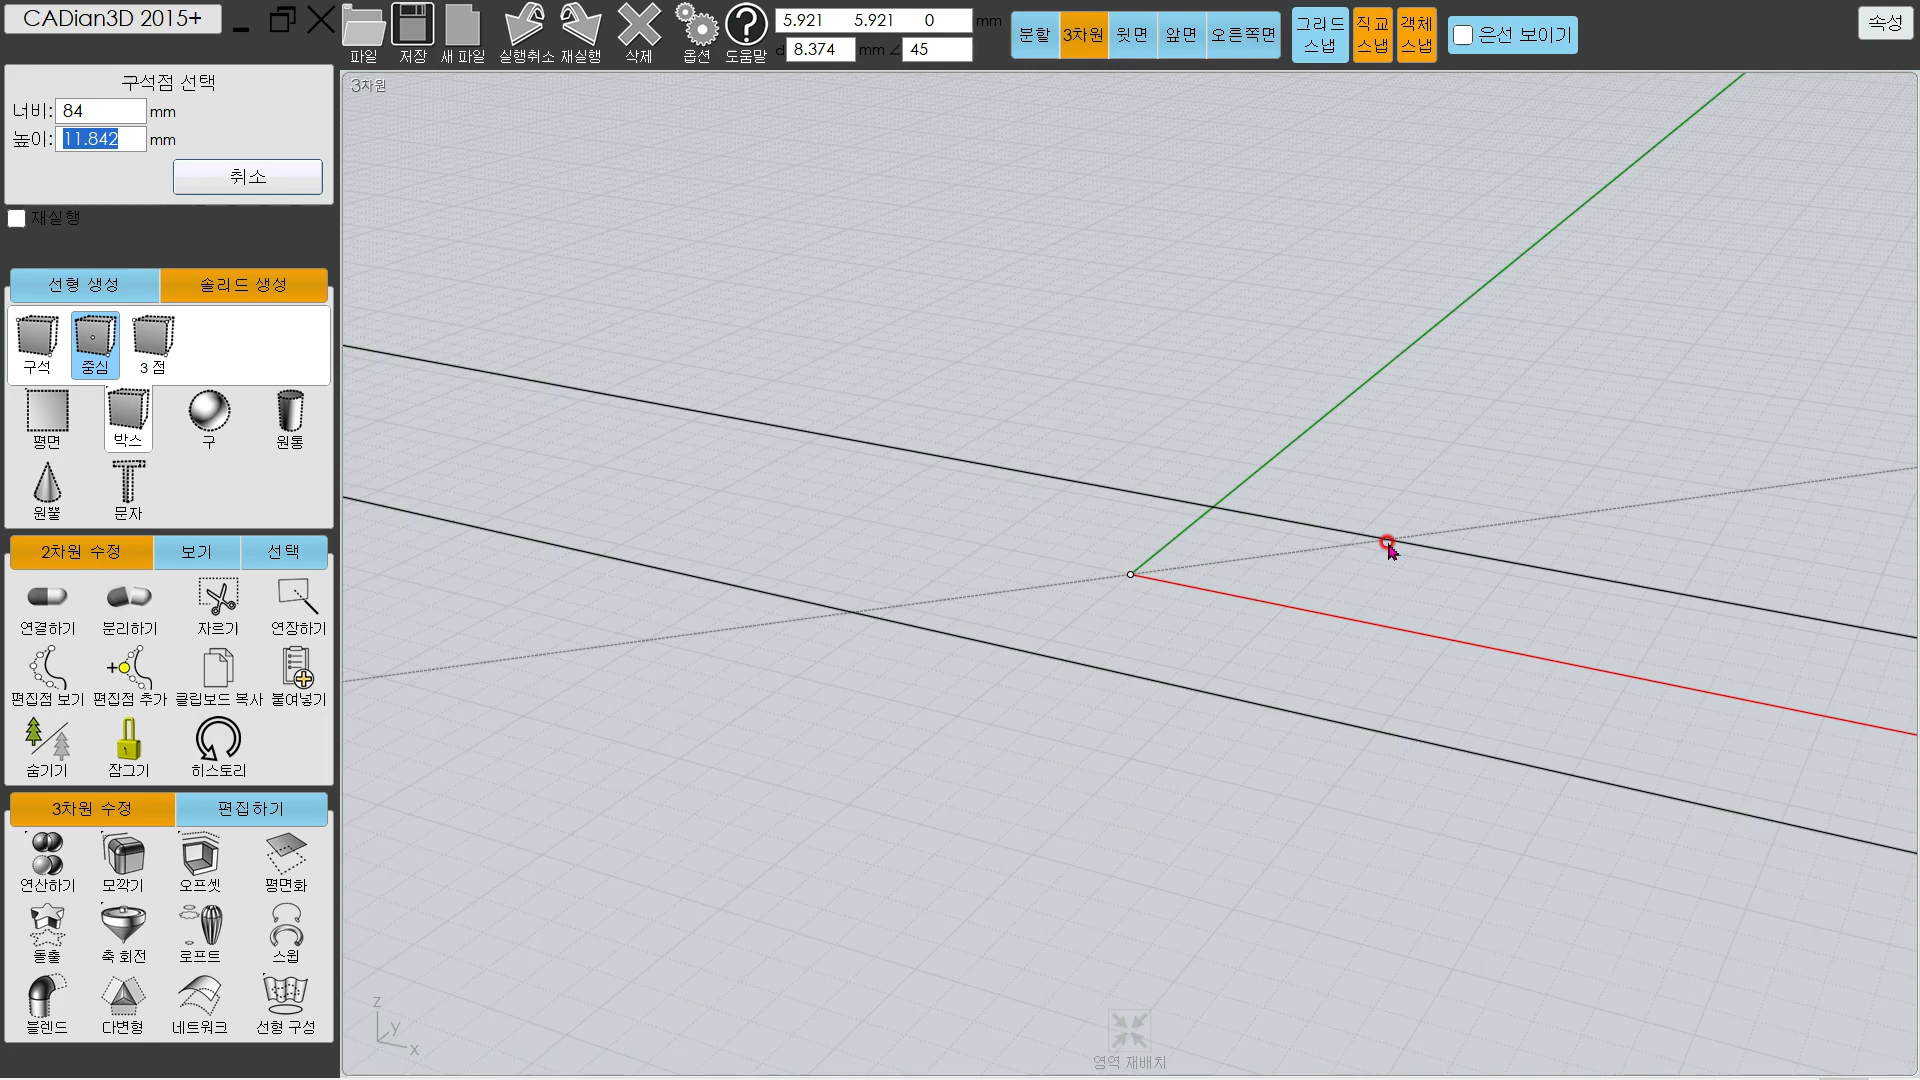 CADian3D 2015+
파일
저장
새 파일
실행취소
재실행
삭제
옵션
도움말
5.921 5.921 0 mm
d 8.374 mm ∠ 45
분할
3차원
윗면
앞면
오른쪽면
그리드
스냅
직교
스냅
객체
스냅
은선 보이기
속성
구석점 선택
너비: 84 mm
높이: 11.842 mm
취소
재실행
선형 생성
솔리드 생성
구석
중심
3 점
평면
박스
구
원통
원뿔
문자
2차원 수정
보기
선택
연결하기
분리하기
자르기
연장하기
편집점 보기
편집점 추가
클립보드 복사
붙여넣기
숨기기
잠그기
히스토리
3차원 수정
편집하기
연산하기
모깍기
오프셋
평면화
돌출
축 회전
로프트
스윕
블렌드
다변형
네트워크
선형 구성
3차원
z
y
x
영역 재배치